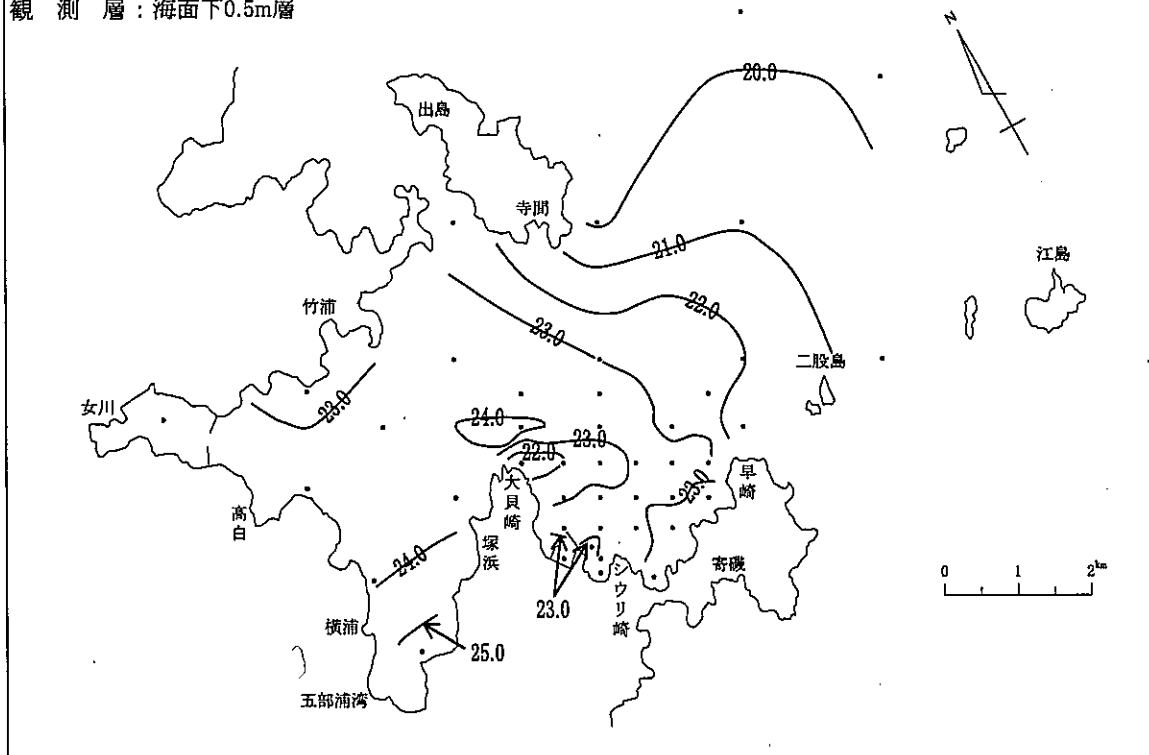 観 測 層：海面下0.5m層
N
20.0
出島
寺間
21.0
江島
22.0
竹浦
23.0
二股島
女川
23.0
24.0
23.0
22.0
早崎
23.0
大貝崎
高白
塚浜
24.0
寄磯
シウリ崎
0 1 2km
23.0
横浦
25.0
五部浦湾